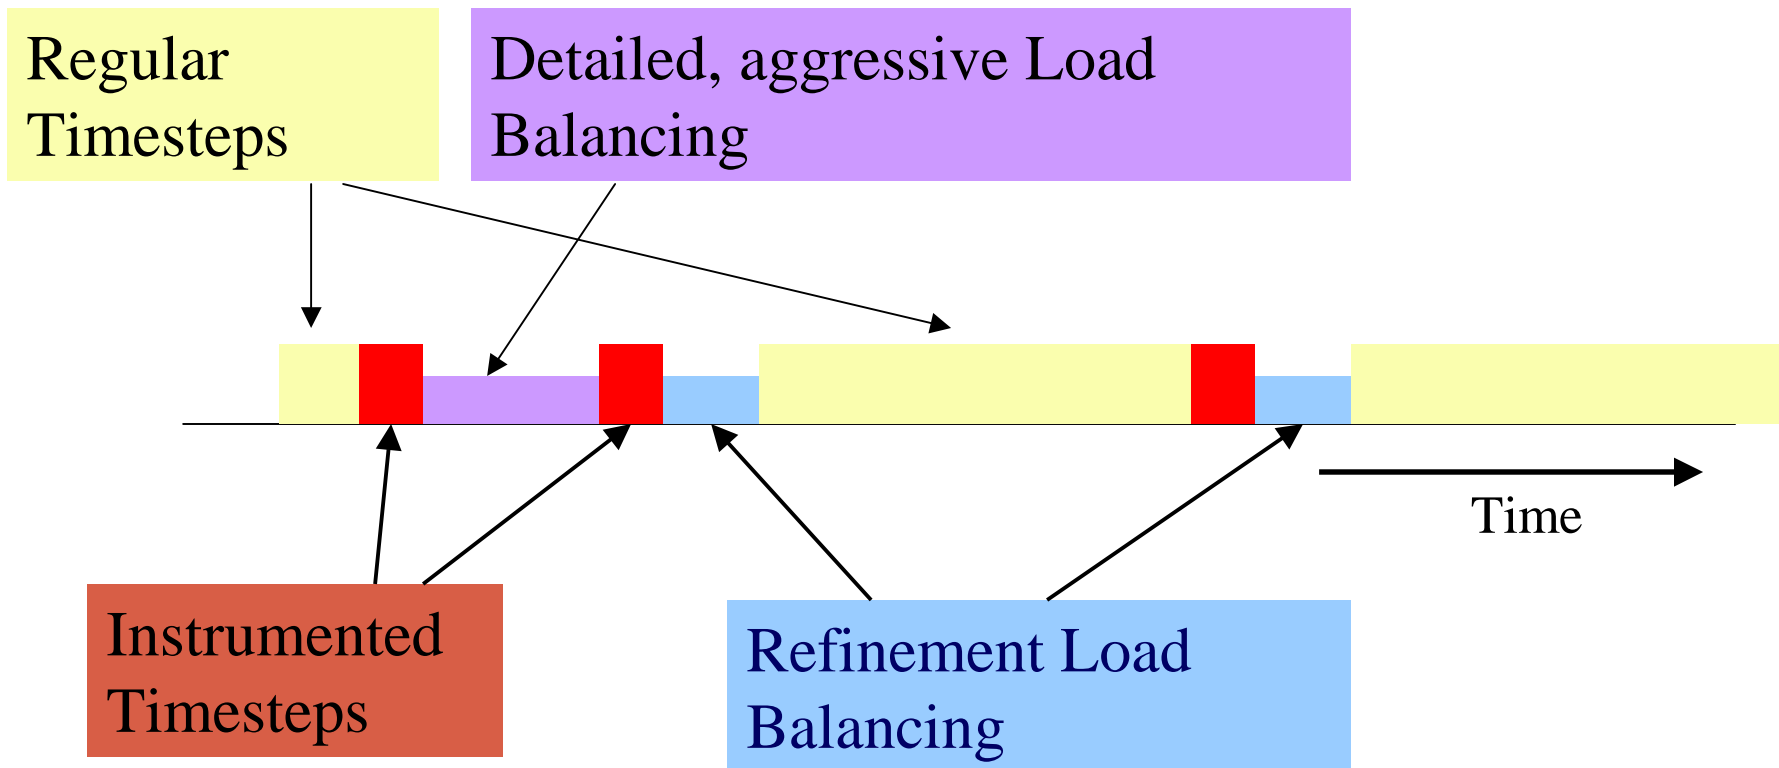 Regular
Timesteps
Detailed, aggressive Load
Balancing
Time
Instrumented
Timesteps
Refinement Load
Balancing